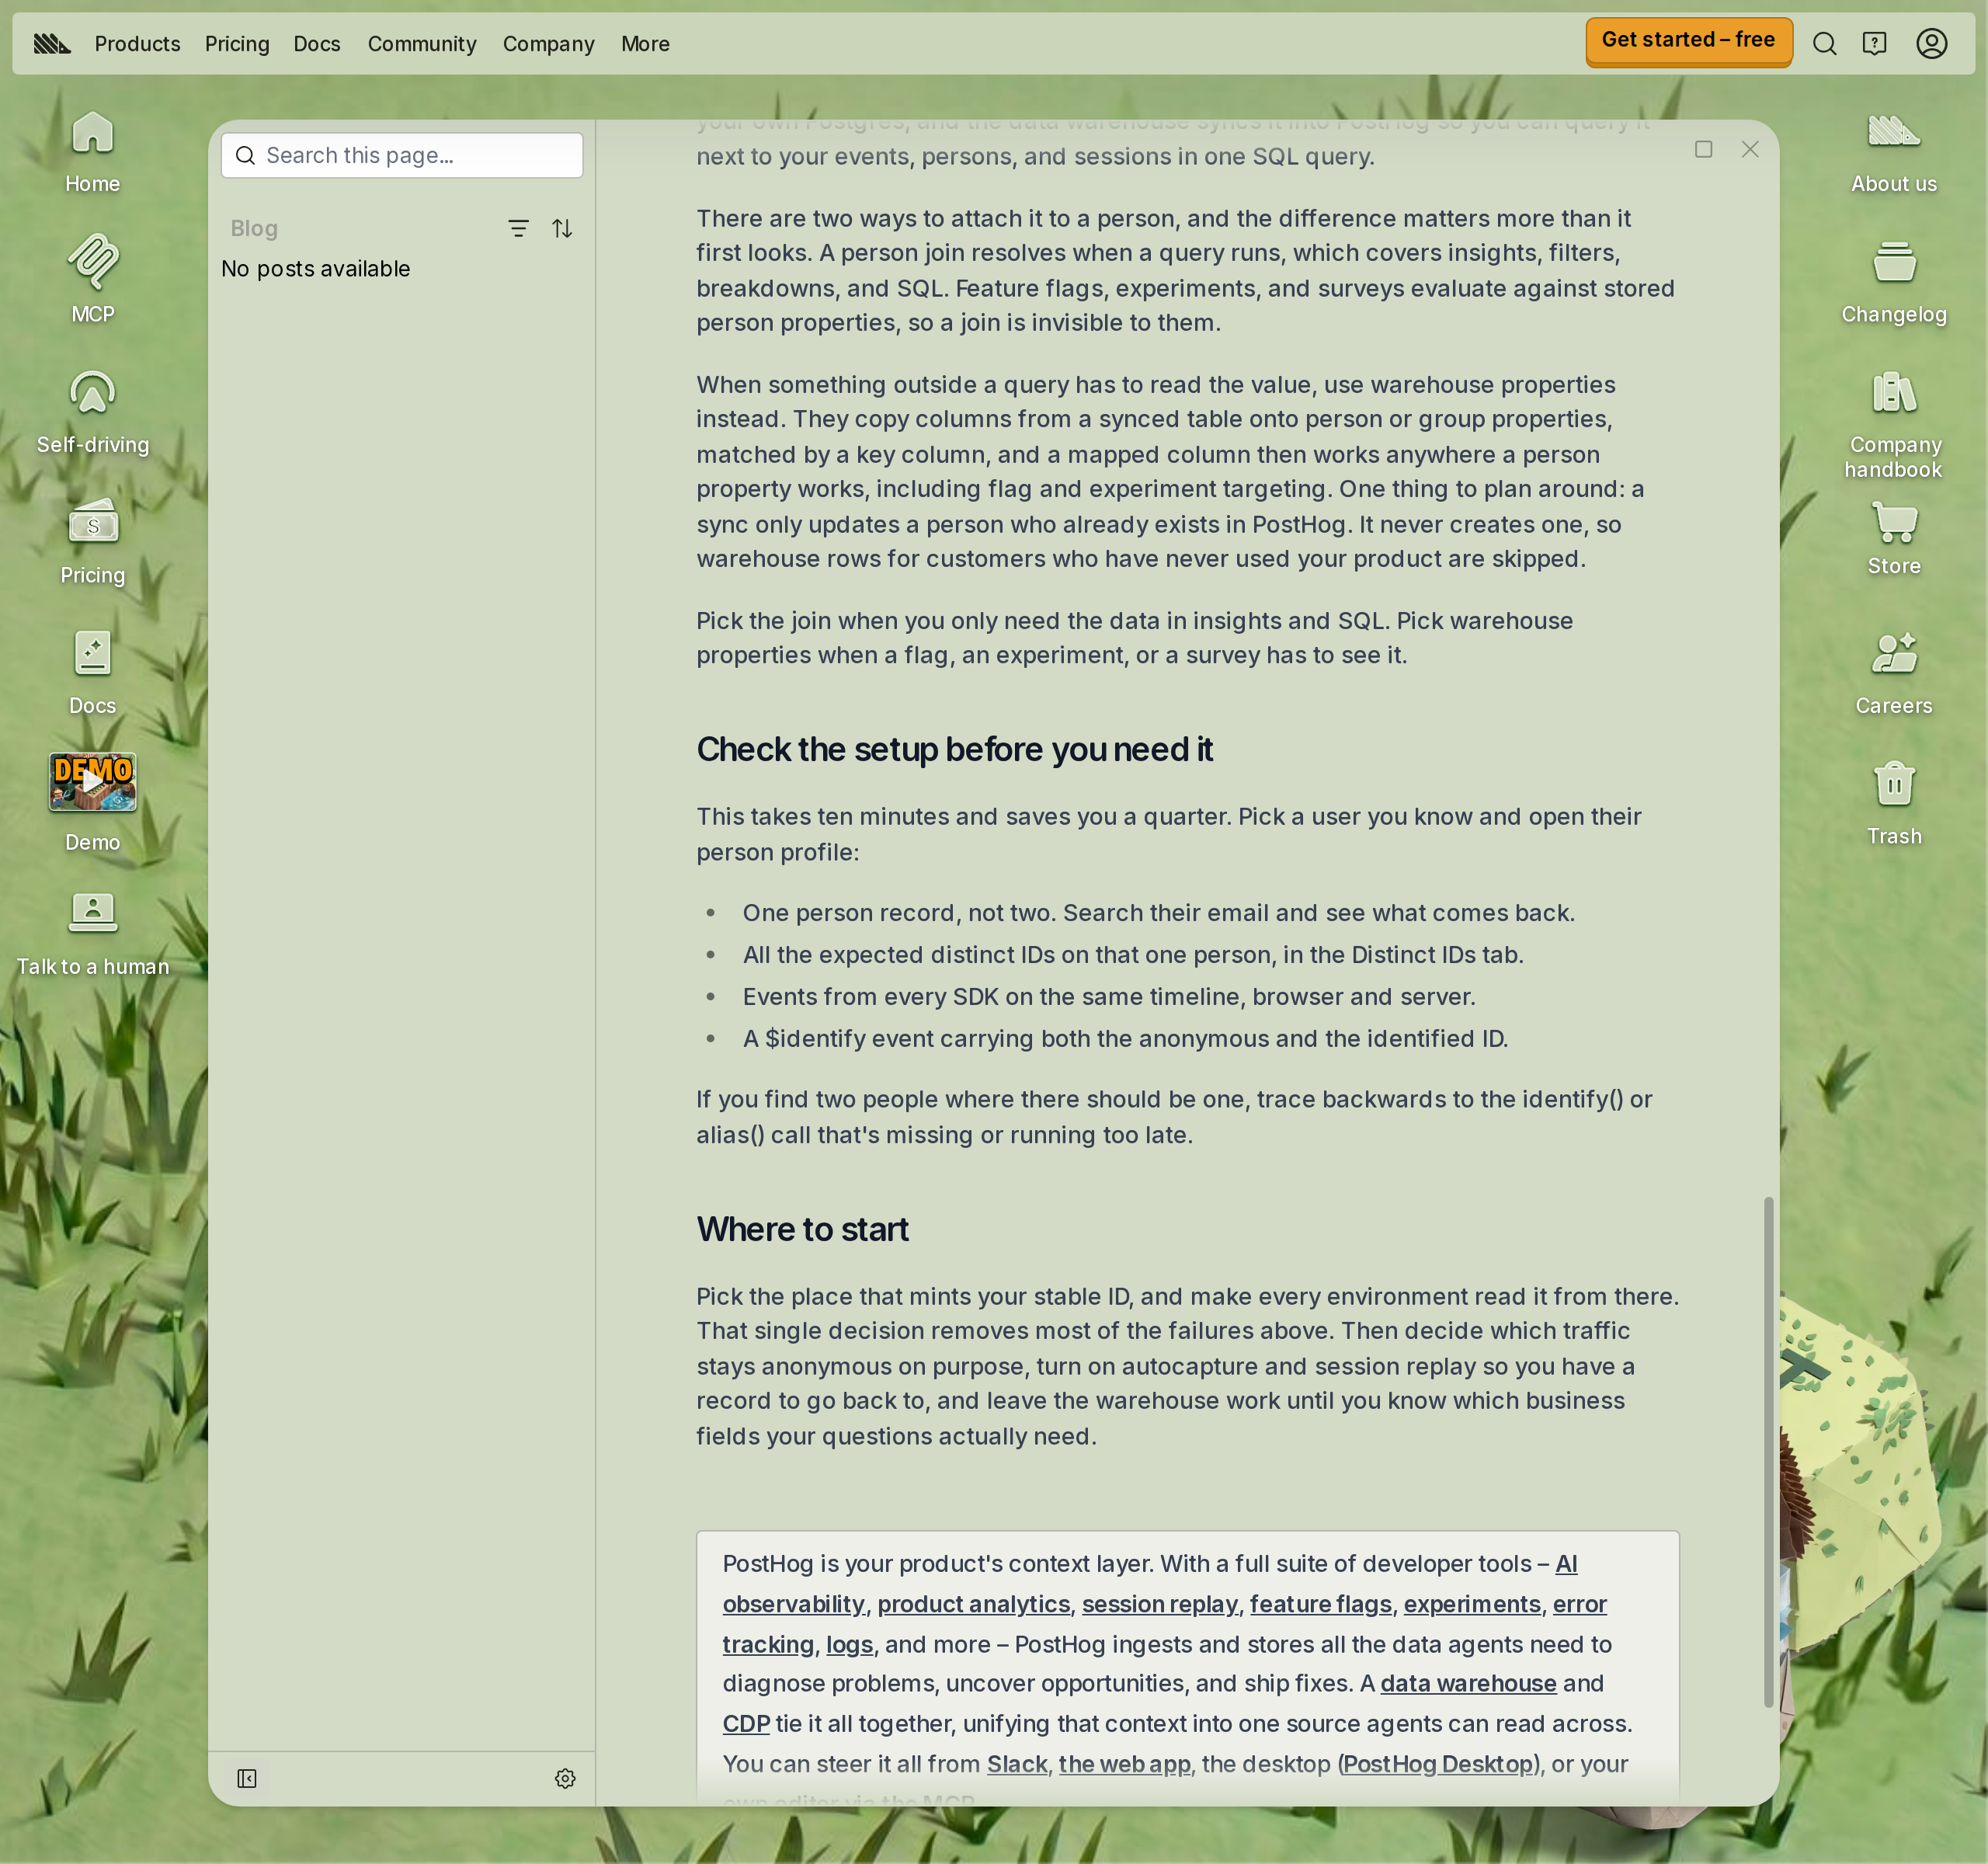 Products Pricing Docs Community Company More
Get started – free
Home
MCP
Self-driving
Pricing
Docs
DEMO
Demo
Talk to a human
Search this page...
Blog
No posts available
your own Postgres, and the data warehouse syncs it into PostHog so you can query it
next to your events, persons, and sessions in one SQL query.
There are two ways to attach it to a person, and the difference matters more than it
first looks. A person join resolves when a query runs, which covers insights, filters,
breakdowns, and SQL. Feature flags, experiments, and surveys evaluate against stored
person properties, so a join is invisible to them.
When something outside a query has to read the value, use warehouse properties
instead. They copy columns from a synced table onto person or group properties,
matched by a key column, and a mapped column then works anywhere a person
property works, including flag and experiment targeting. One thing to plan around: a
sync only updates a person who already exists in PostHog. It never creates one, so
warehouse rows for customers who have never used your product are skipped.
Pick the join when you only need the data in insights and SQL. Pick warehouse
properties when a flag, an experiment, or a survey has to see it.
Check the setup before you need it
This takes ten minutes and saves you a quarter. Pick a user you know and open their
person profile:
• One person record, not two. Search their email and see what comes back.
• All the expected distinct IDs on that one person, in the Distinct IDs tab.
• Events from every SDK on the same timeline, browser and server.
• A $identify event carrying both the anonymous and the identified ID.
If you find two people where there should be one, trace backwards to the identify() or
alias() call that's missing or running too late.
Where to start
Pick the place that mints your stable ID, and make every environment read it from there.
That single decision removes most of the failures above. Then decide which traffic
stays anonymous on purpose, turn on autocapture and session replay so you have a
record to go back to, and leave the warehouse work until you know which business
fields your questions actually need.
PostHog is your product's context layer. With a full suite of developer tools – AI
observability, product analytics, session replay, feature flags, experiments, error
tracking, logs, and more – PostHog ingests and stores all the data agents need to
diagnose problems, uncover opportunities, and ship fixes. A data warehouse and
CDP tie it all together, unifying that context into one source agents can read across.
You can steer it all from Slack, the web app, the desktop (PostHog Desktop), or your
own editor via the MCP
About us
Changelog
Company
handbook
Store
Careers
Trash